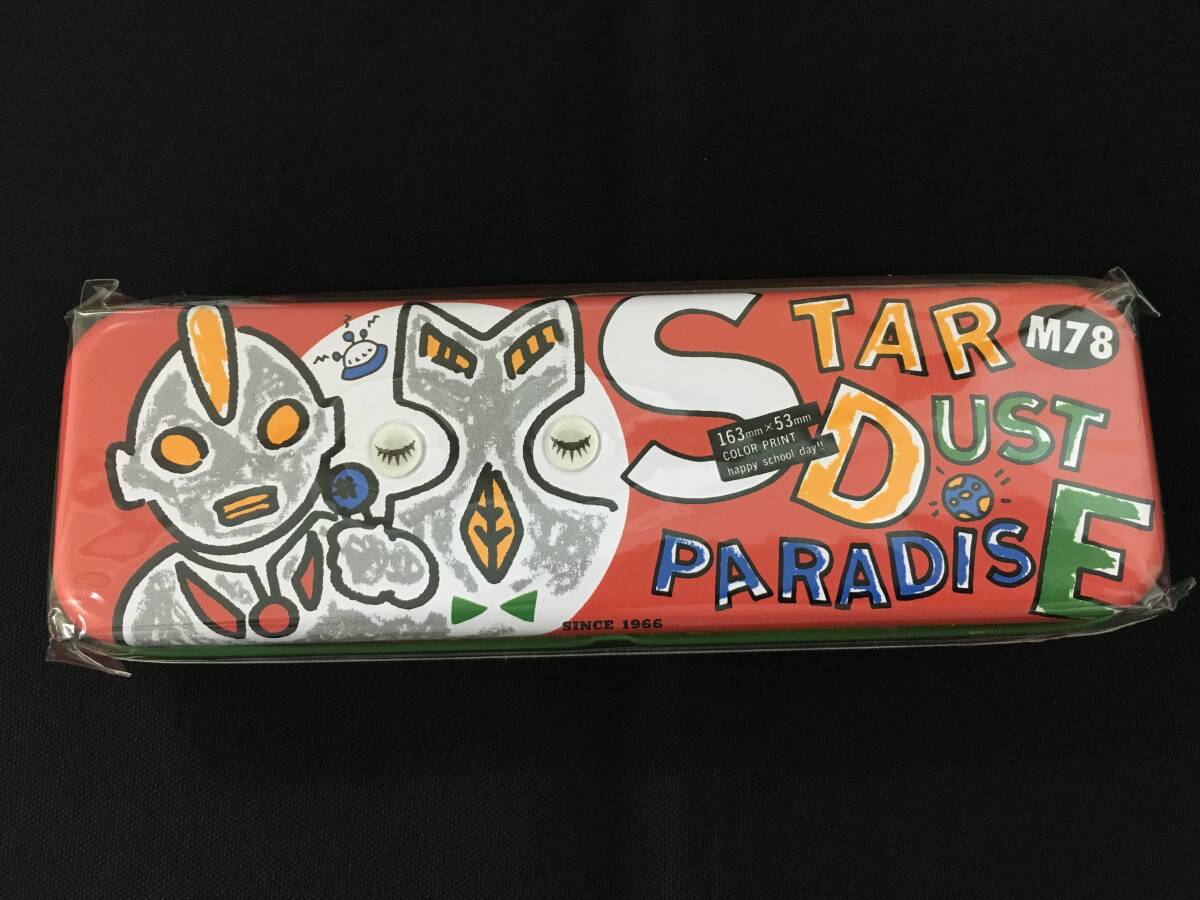 STAR
DUST
PARADISE
M78
163mm×53mm
COLOR PRINT
happy school day!!
SINCE 1966